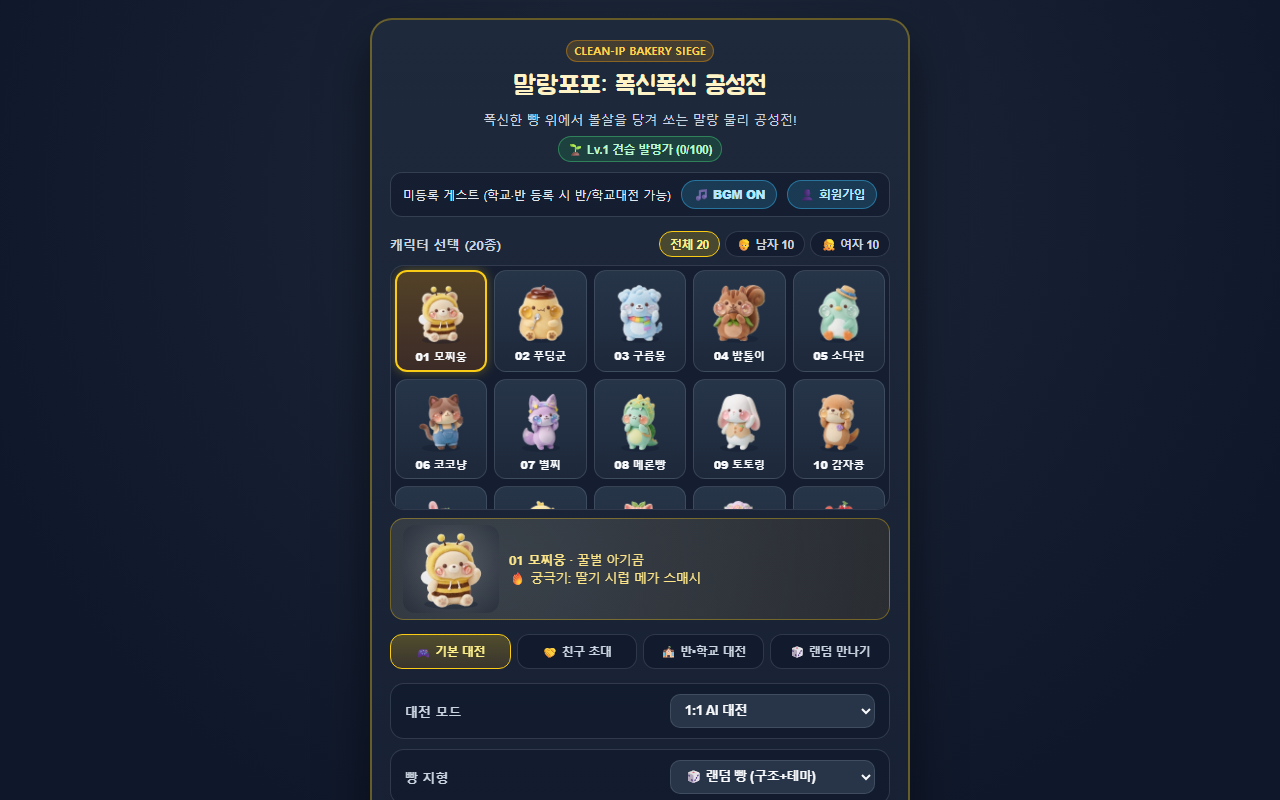 CLEAN-IP BAKERY SIEGE
말랑포포: 폭신폭신 공성전
폭신한 빵 위에서 볼살을 당겨 쏘는 말랑 물리 공성전!
Lv.1 견습 발명가 (0/100)
미등록 게스트 (학교·반 등록 시 반/학교대전 가능)
BGM ON
회원가입
캐릭터 선택 (20종)
전체 20
남자 10
여자 10
01 모찌웅
02 푸딩군
03 구름몽
04 밤톨이
05 소다핀
06 코코냥
07 별찌
08 메론빵
09 토토링
10 감자콩
01 모찌웅 · 꿀벌 아기곰
궁극기: 딸기 시럽 메가 스매시
기본 대전
친구 초대
반·학교 대전
랜덤 만나기
대전 모드
1:1 AI 대전
빵 지형
랜덤 빵 (구조+테마)